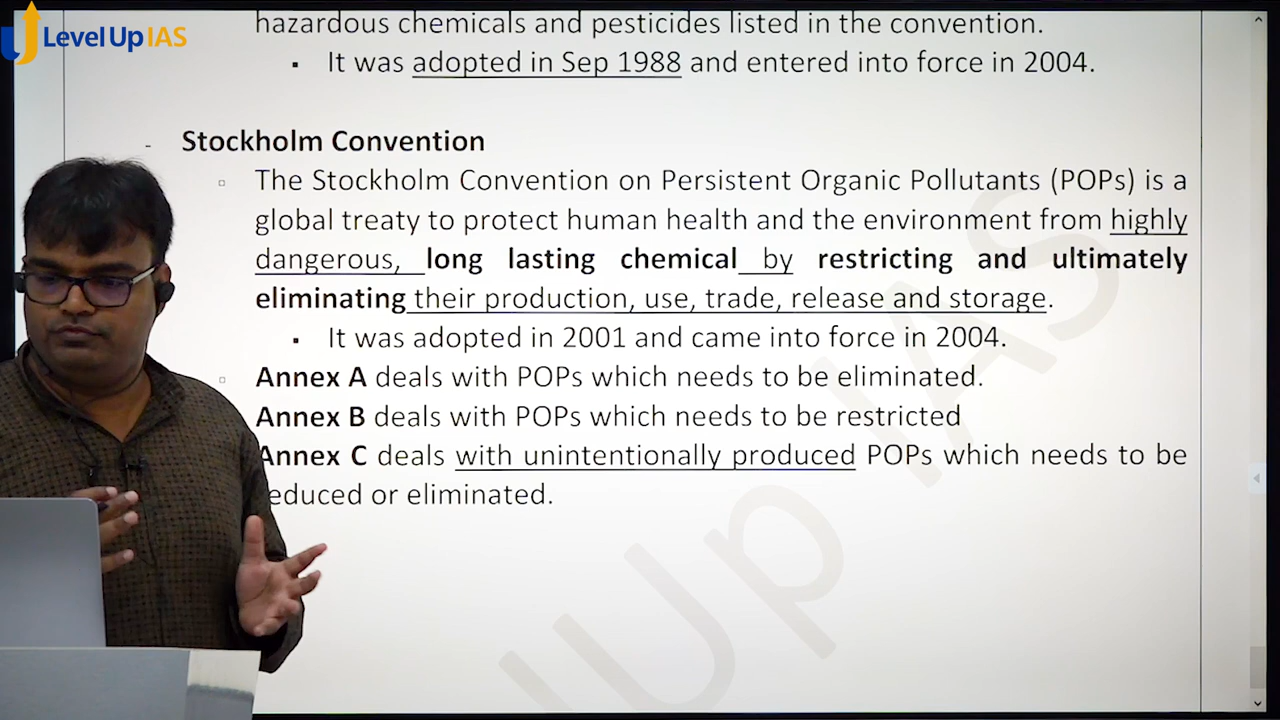 Level Up IAS
hazardous chemicals and pesticides listed in the convention.
▪ It was adopted in Sep 1988 and entered into force in 2004.
- Stockholm Convention
The Stockholm Convention on Persistent Organic Pollutants (POPs) is a
global treaty to protect human health and the environment from highly
dangerous, long lasting chemical by restricting and ultimately
eliminating their production, use, trade, release and storage.
▪ It was adopted in 2001 and came into force in 2004.
Annex A deals with POPs which needs to be eliminated.
Annex B deals with POPs which needs to be restricted
Annex C deals with unintentionally produced POPs which needs to be
educed or eliminated.
Up IAS